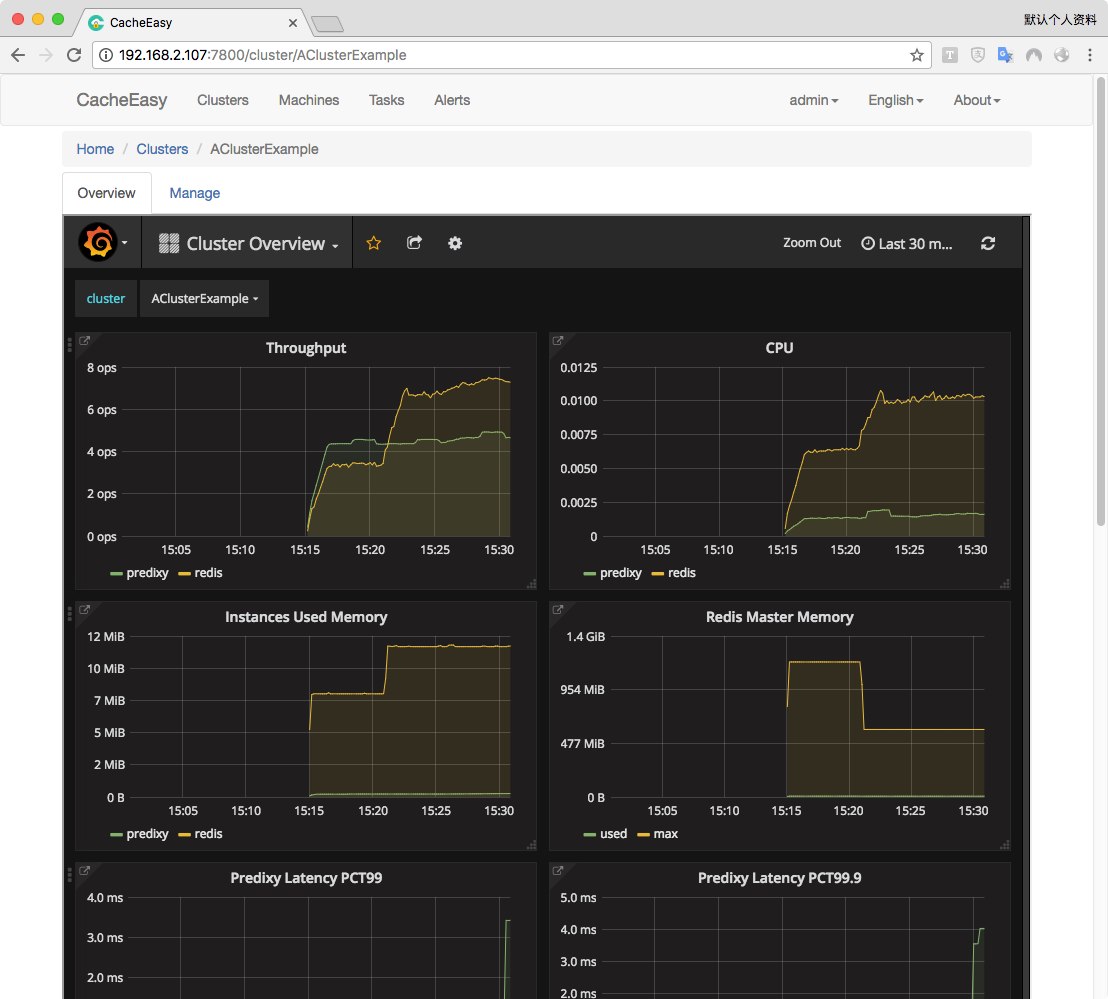 CacheEasy
默认个人资料
192.168.2.107:7800/cluster/AClusterExample
CacheEasy Clusters Machines Tasks Alerts admin English About
Home / Clusters / AClusterExample
Overview Manage
Cluster Overview Zoom Out Last 30 m...
cluster AClusterExample
Throughput
8 ops
6 ops
4 ops
2 ops
0 ops
15:05 15:10 15:15 15:20 15:25 15:30
predixy redis
CPU
0.0125
0.0100
0.0075
0.0050
0.0025
0
15:05 15:10 15:15 15:20 15:25 15:30
predixy redis
Instances Used Memory
12 MiB
10 MiB
7 MiB
5 MiB
2 MiB
0 B
15:05 15:10 15:15 15:20 15:25 15:30
predixy redis
Redis Master Memory
1.4 GiB
954 MiB
477 MiB
0 B
15:05 15:10 15:15 15:20 15:25 15:30
used max
Predixy Latency PCT99
4.0 ms
3.0 ms
2.0 ms
Predixy Latency PCT99.9
5.0 ms
4.0 ms
3.0 ms
2.0 ms